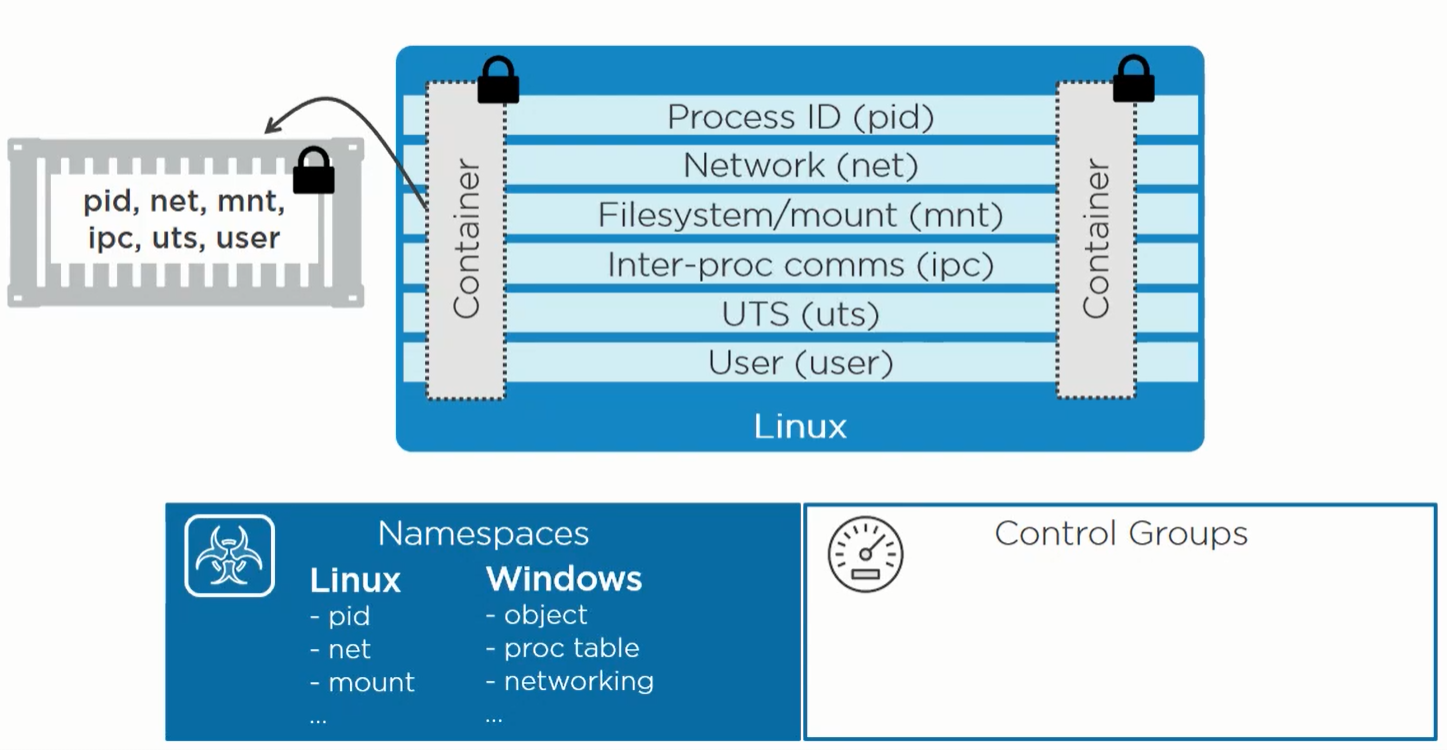 pid, net, mnt,
ipc, uts, user
Container
Process ID (pid)
Network (net)
Filesystem/mount (mnt)
Inter-proc comms (ipc)
UTS (uts)
User (user)
Container
Linux
Namespaces
Linux
- pid
- net
- mount
...
Windows
- object
- proc table
- networking
...
Control Groups